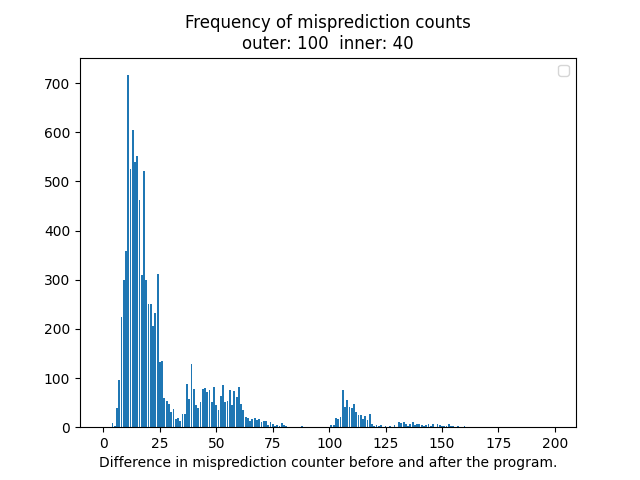 Frequency of misprediction counts
outer: 100  inner: 40
700
600
500
400
300
200
100
0
0 25 50 75 100 125 150 175 200
Difference in misprediction counter before and after the program.